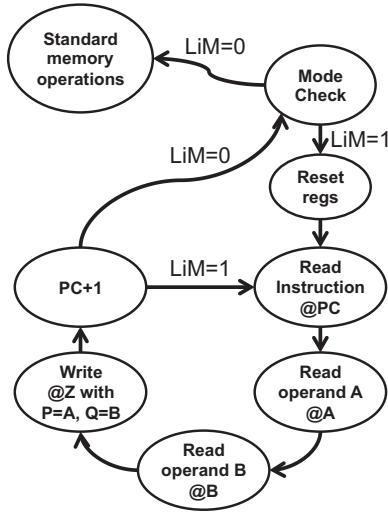 Standard
memory
operations
LiM=0
Mode
Check
LiM=1
LiM=0
Reset
regs
PC+1
LiM=1
Read
Instruction
@PC
Write
@Z with
P=A, Q=B
Read
operand A
@A
Read
operand B
@B